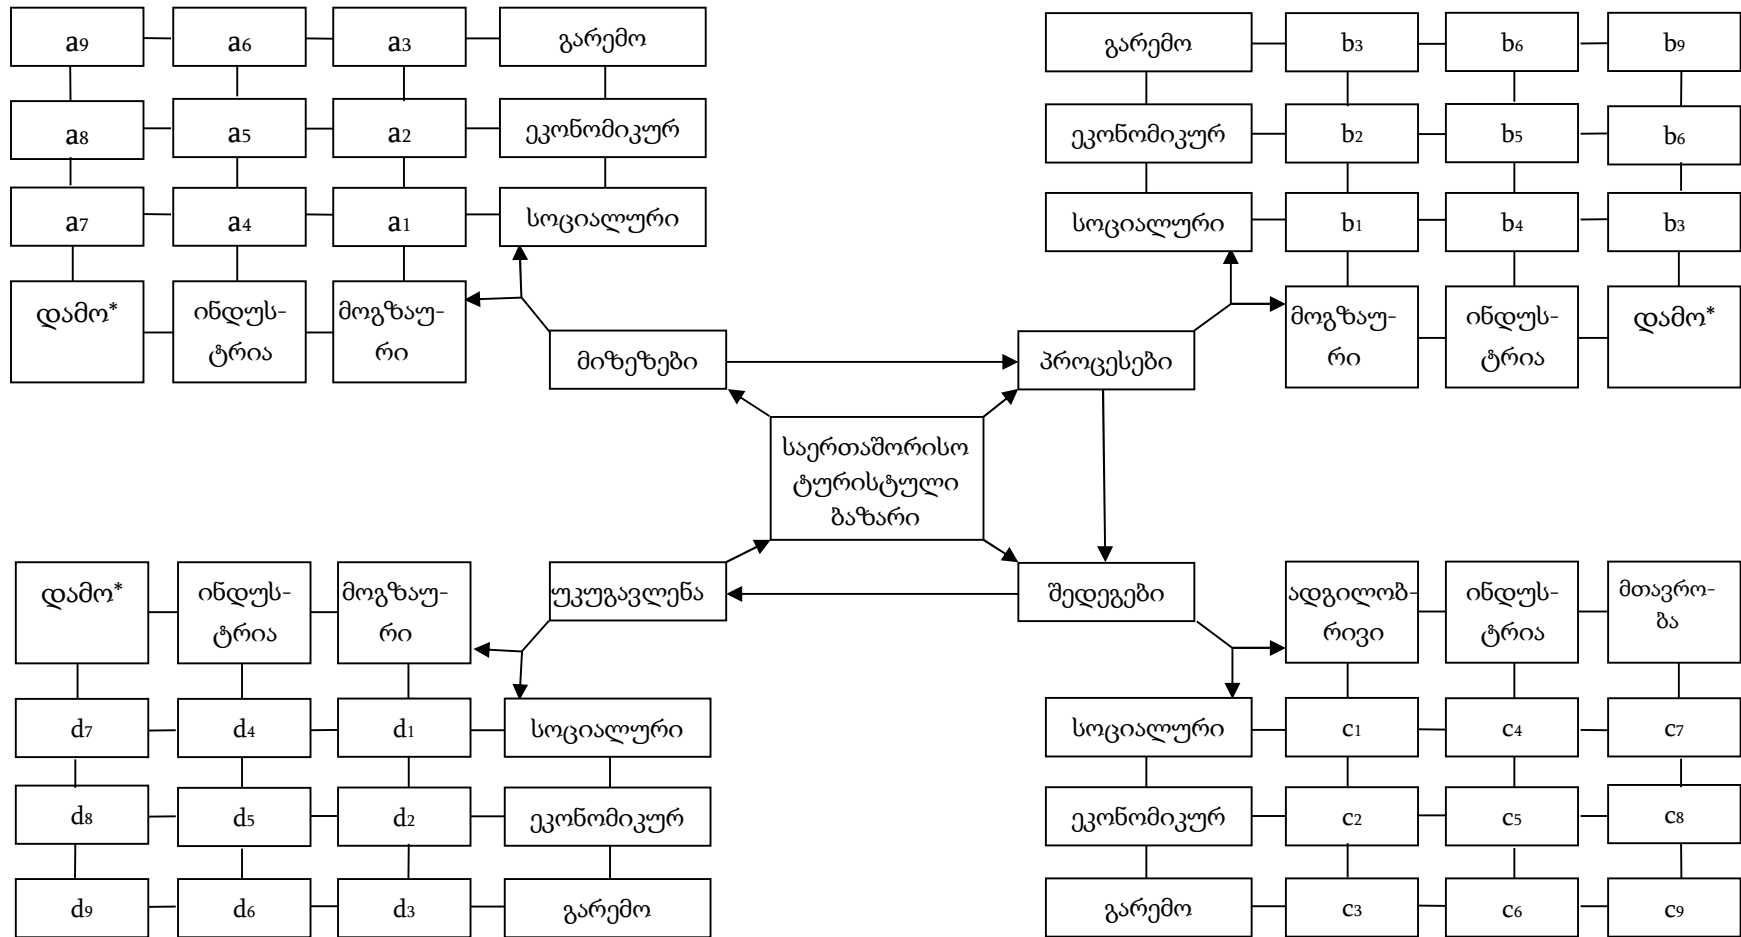 a9 a6 a3 გარემო
a8 a5 a2 ეკონომიკურ
a7 a4 a1 სოციალური
დამო* ინდუს- მოგზაუ-
ტრია რი
გარემო b3 b6 b9
ეკონომიკურ b2 b5 b6
სოციალური b1 b4 b3
მოგზაუ- ინდუს- დამო*
რი ტრია
მიზეზები პროცესები
საერთაშორისო
ტურისტული
ბაზარი
უკუგავლენა შედეგები
დამო* ინდუს- მოგზაუ-
ტრია რი
d7 d4 d1 სოციალური
d8 d5 d2 ეკონომიკურ
d9 d6 d3 გარემო
ადგილობ- ინდუს- მთავრო-
რივი ტრია ბა
სოციალური c1 c4 c7
ეკონომიკურ c2 c5 c8
გარემო c3 c6 c9